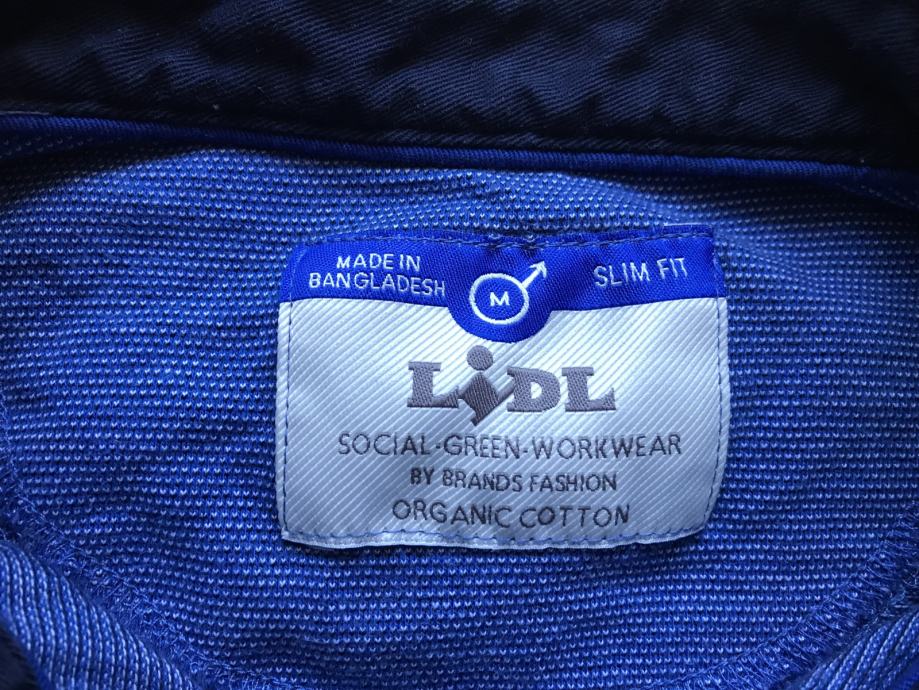 MADE IN
BANGLADESH
M
SLIM FIT
LIDL
SOCIAL-GREEN-WORKWEAR
BY BRANDS FASHION
ORGANIC COTTON